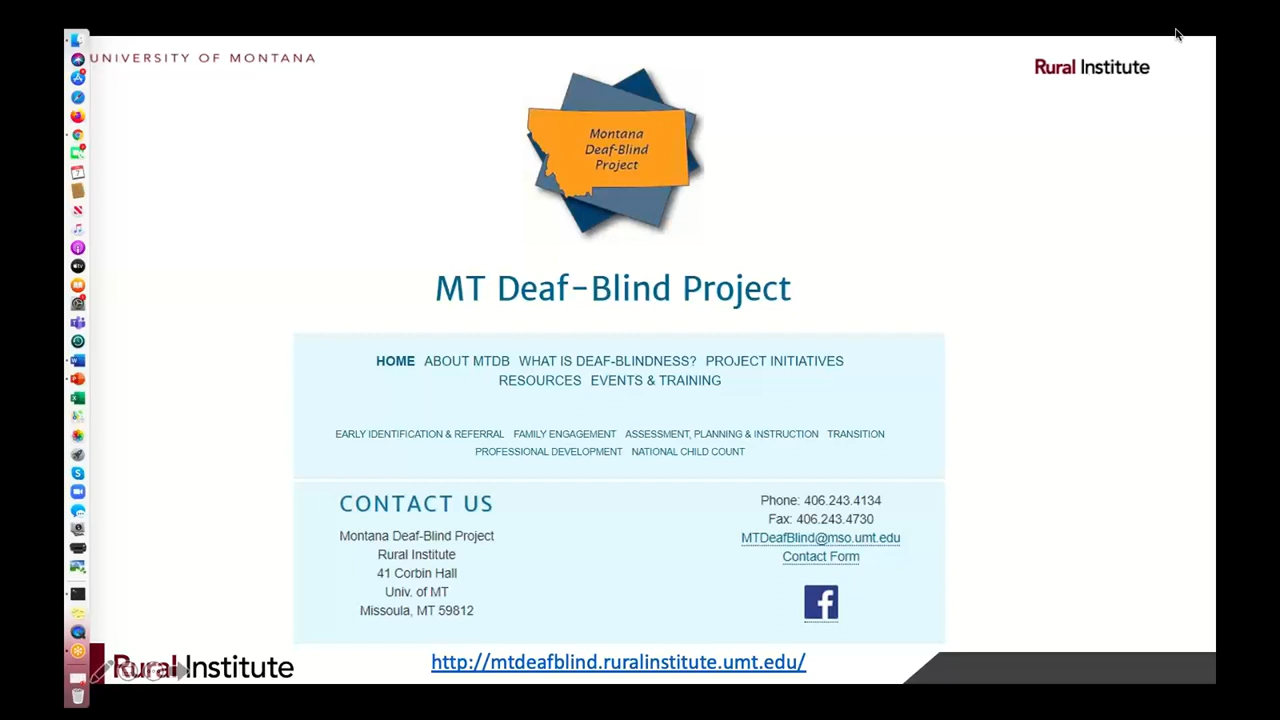 UNIVERSITY OF MONTANA
Rural Institute
Montana
Deaf-Blind
Project
MT Deaf-Blind Project
HOME ABOUT MTDB WHAT IS DEAF-BLINDNESS? PROJECT INITIATIVES
RESOURCES EVENTS & TRAINING
EARLY IDENTIFICATION & REFERRAL FAMILY ENGAGEMENT ASSESSMENT, PLANNING & INSTRUCTION TRANSITION
PROFESSIONAL DEVELOPMENT NATIONAL CHILD COUNT
CONTACT US
Montana Deaf-Blind Project
Rural Institute
41 Corbin Hall
Univ. of MT
Missoula, MT 59812
Phone: 406.243.4134
Fax: 406.243.4730
MTDeafBlind@mso.umt.edu
Contact Form
Rural Institute
http://mtdeafblind.ruralinstitute.umt.edu/